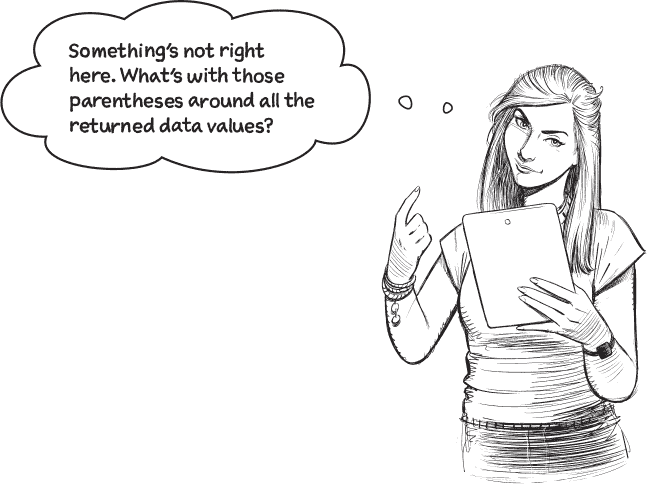 Something's not right
here. What's with those
parentheses around all the
returned data values?